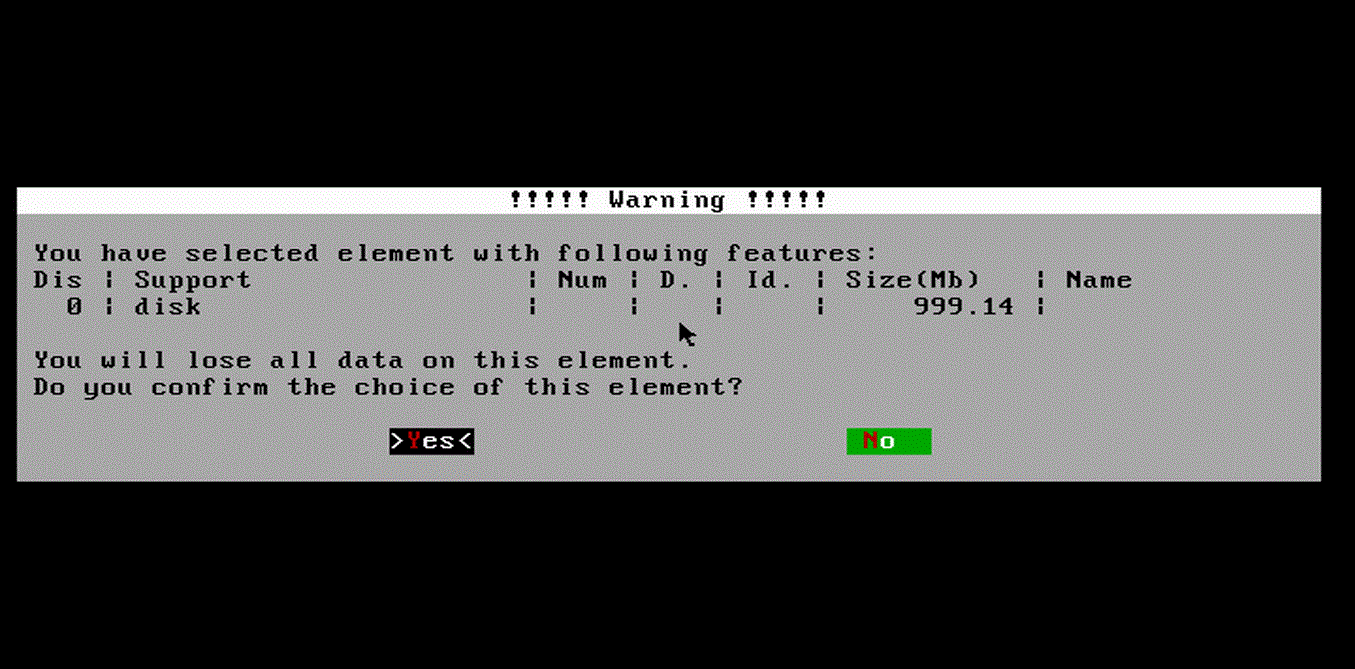 !!!!! Warning !!!!!
You have selected element with following features:
Dis ¦ Support ¦ Num ¦ D. ¦ Id. ¦ Size(Mb) ¦ Name
0 ¦ disk ¦ ¦ ¦ ¦ 999.14 ¦
You will lose all data on this element.
Do you confirm the choice of this element?
>Yes< No